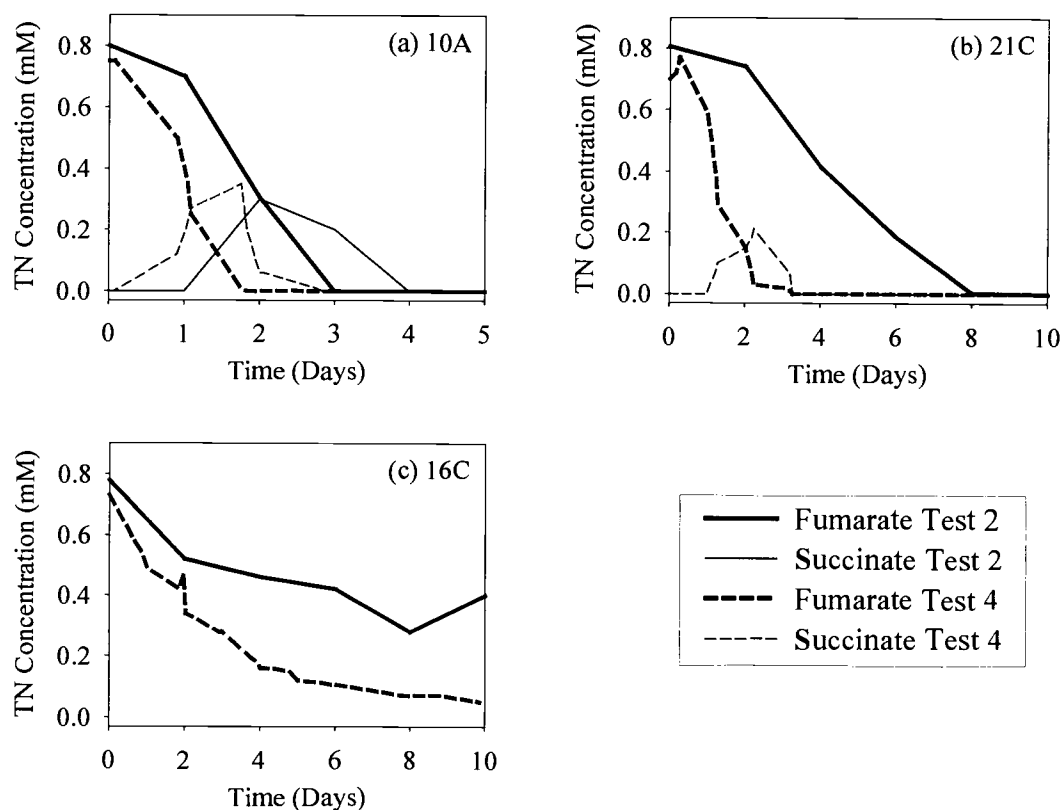 (a) 10A
TN Concentration (mM)
0.8
0.6
0.4
0.2
0.0
0 1 2 3 4 5
Time (Days)
(b) 21C
TN Concentration (mM)
0.8
0.6
0.4
0.2
0.0
0 2 4 6 8 10
Time (Days)
(c) 16C
TN Concentration (mM)
0.8
0.6
0.4
0.2
0.0
0 2 4 6 8 10
Time (Days)
Fumarate Test 2
Succinate Test 2
Fumarate Test 4
Succinate Test 4